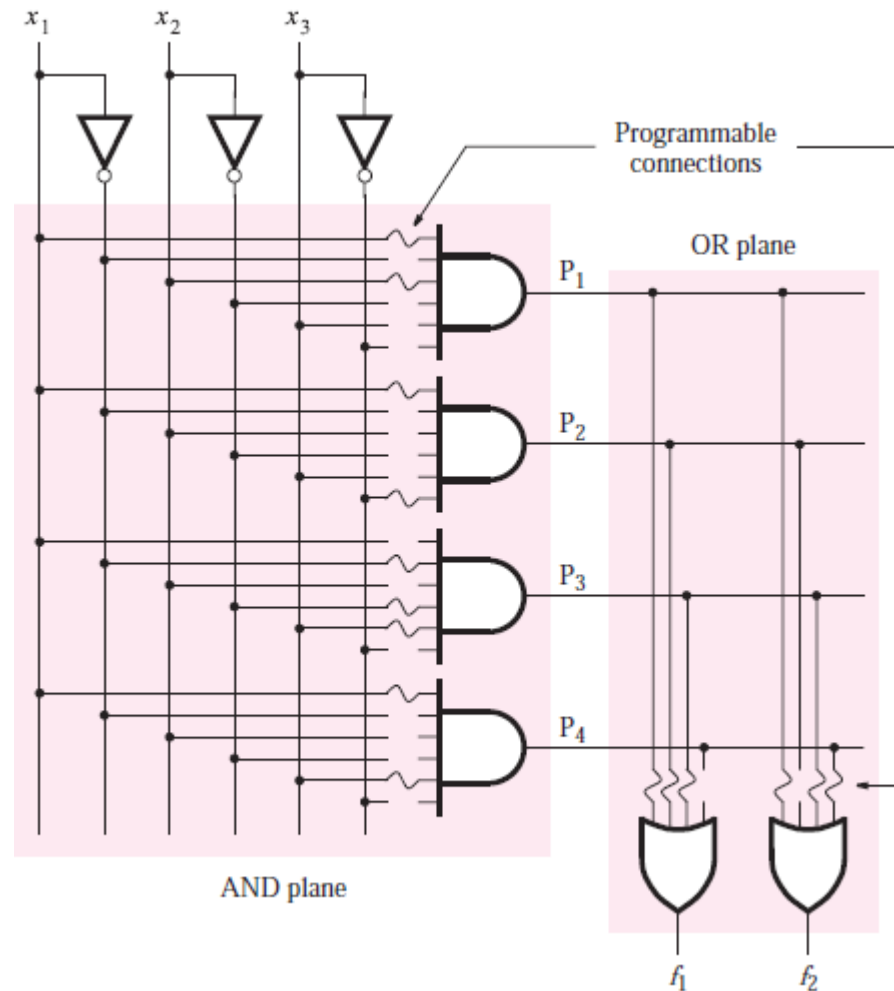 x1 x2 x3
Programmable
connections
OR plane
P1
P2
P3
P4
AND plane
f1 f2